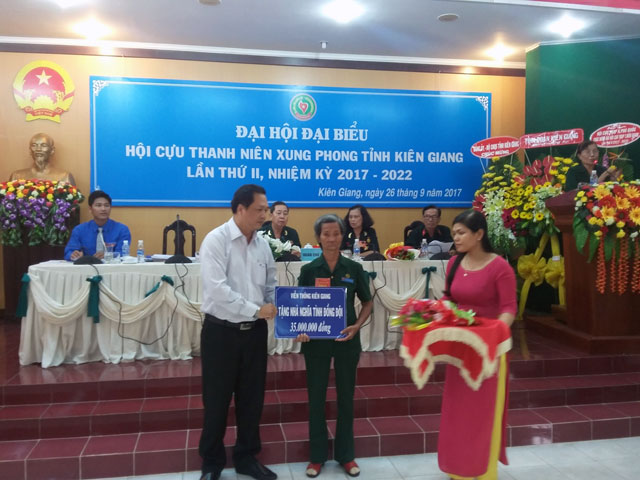 ĐẠI HỘI ĐẠI BIỂU
HỘI CỰU THANH NIÊN XUNG PHONG TỈNH KIÊN GIANG
LẦN THỨ II, NHIỆM KỲ 2017 - 2022
Kiên Giang, ngày 26 tháng 9 năm 2017
VIỄN THÔNG KIÊN GIANG
TẶNG NHÀ NGHĨA TÌNH ĐỒNG ĐỘI
35.000.000 đồng
CHÚC MỪNG